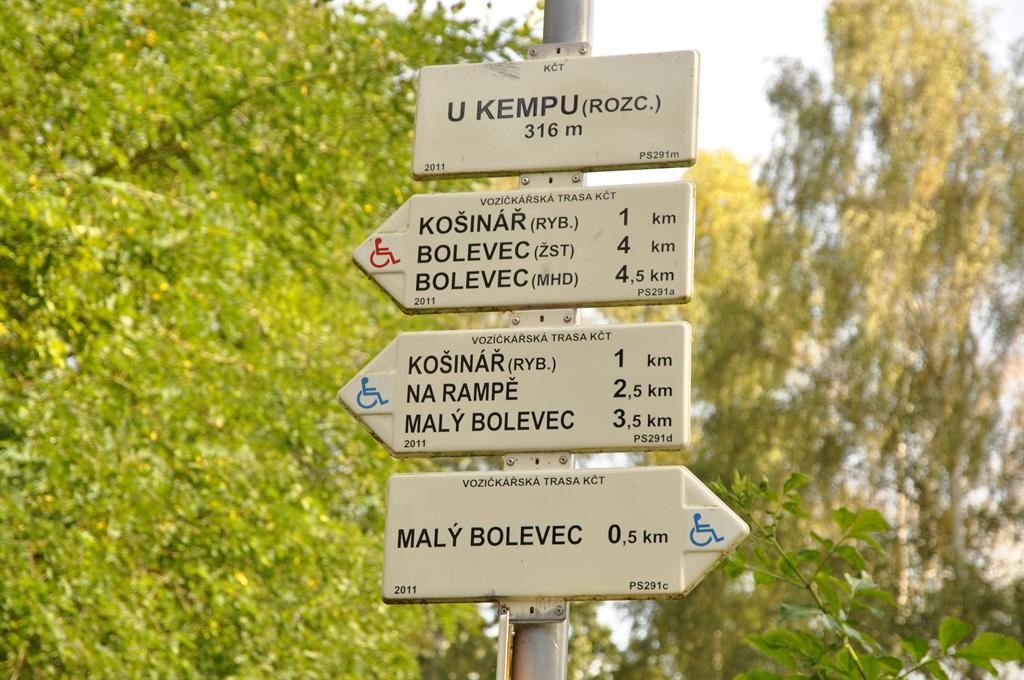 KČT
U KEMPU (ROZC.)
316 m
2011 PS291m
VOZÍČKÁŘSKÁ TRASA KČT
KOŠINÁŘ (RYB.) 1 km
BOLEVEC (ŽST) 4 km
BOLEVEC (MHD) 4,5 km
2011 PS291a
VOZÍČKÁŘSKÁ TRASA KČT
KOŠINÁŘ (RYB.) 1 km
NA RAMPĚ 2,5 km
MALÝ BOLEVEC 3,5 km
2011 PS291d
VOZÍČKÁŘSKÁ TRASA KČT
MALÝ BOLEVEC 0,5 km
2011 PS291c